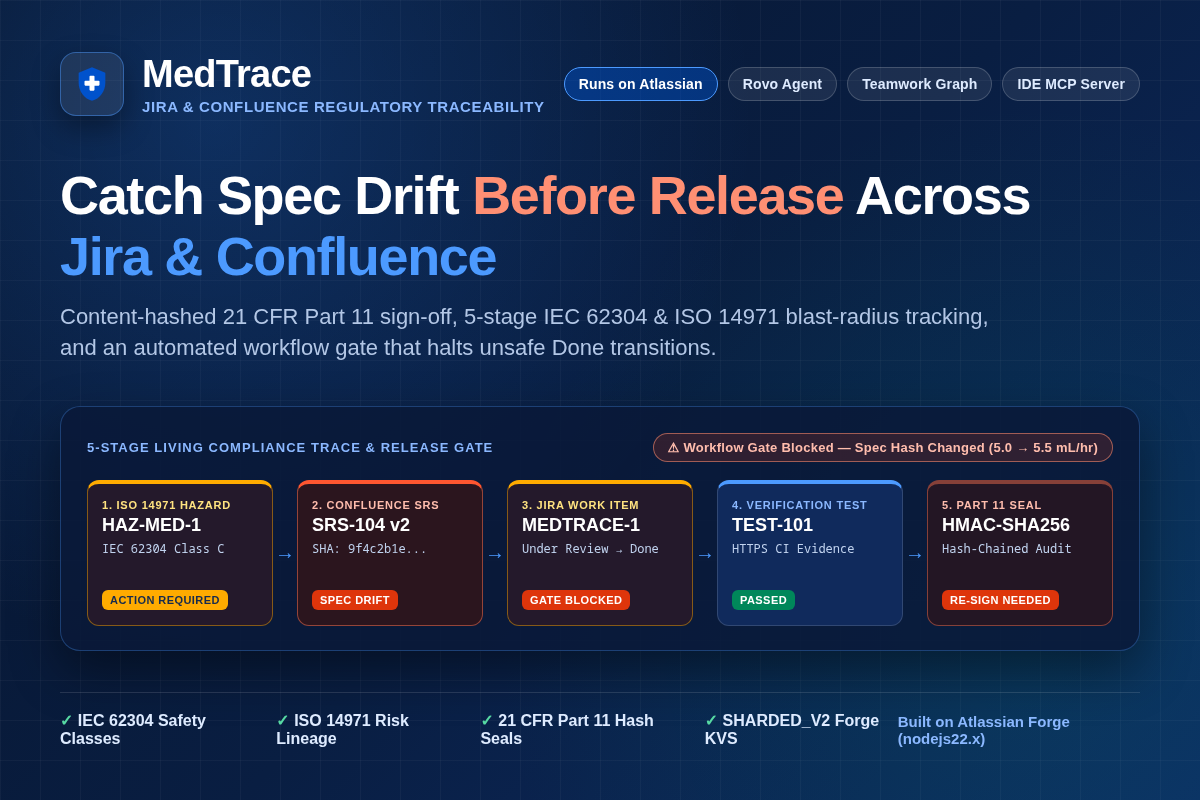 MedTrace
JIRA & CONFLUENCE REGULATORY TRACEABILITY
Runs on Atlassian
Rovo Agent
Teamwork Graph
IDE MCP Server
Catch Spec Drift Before Release Across
Jira & Confluence
Content-hashed 21 CFR Part 11 sign-off, 5-stage IEC 62304 & ISO 14971 blast-radius tracking,
and an automated workflow gate that halts unsafe Done transitions.
5-STAGE LIVING COMPLIANCE TRACE & RELEASE GATE
⚠ Workflow Gate Blocked — Spec Hash Changed (5.0 → 5.5 mL/hr)
1. ISO 14971 HAZARD
HAZ-MED-1
IEC 62304 Class C
ACTION REQUIRED
→
2. CONFLUENCE SRS
SRS-104 v2
SHA: 9f4c2b1e...
SPEC DRIFT
→
3. JIRA WORK ITEM
MEDTRACE-1
Under Review → Done
GATE BLOCKED
→
4. VERIFICATION TEST
TEST-101
HTTPS CI Evidence
PASSED
→
5. PART 11 SEAL
HMAC-SHA256
Hash-Chained Audit
RE-SIGN NEEDED
✓ IEC 62304 Safety
Classes
✓ ISO 14971 Risk
Lineage
✓ 21 CFR Part 11 Hash
Seals
✓ SHARDED_V2 Forge
KVS
Built on Atlassian Forge
(nodejs22.x)